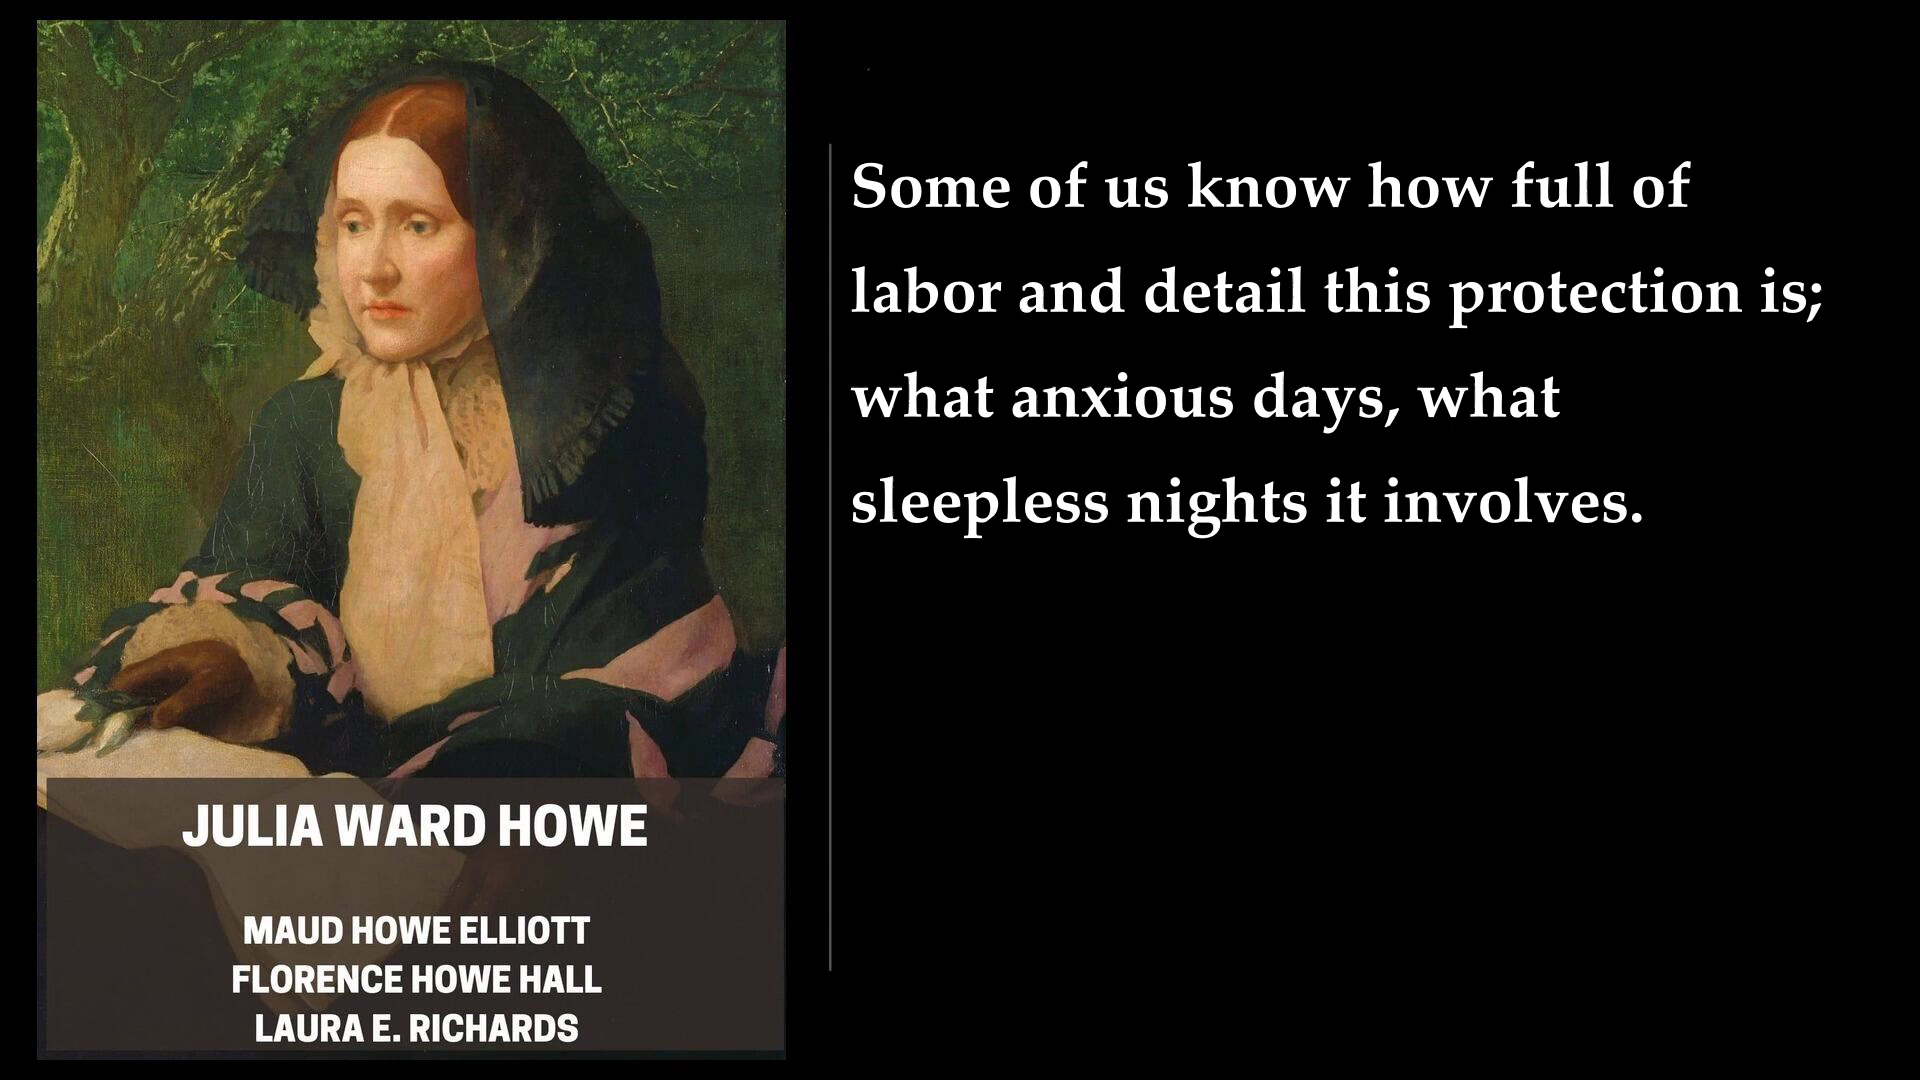 JULIA WARD HOWE
MAUD HOWE ELLIOTT
FLORENCE HOWE HALL
LAURA E. RICHARDS
Some of us know how full of
labor and detail this protection is;
what anxious days, what
sleepless nights it involves.